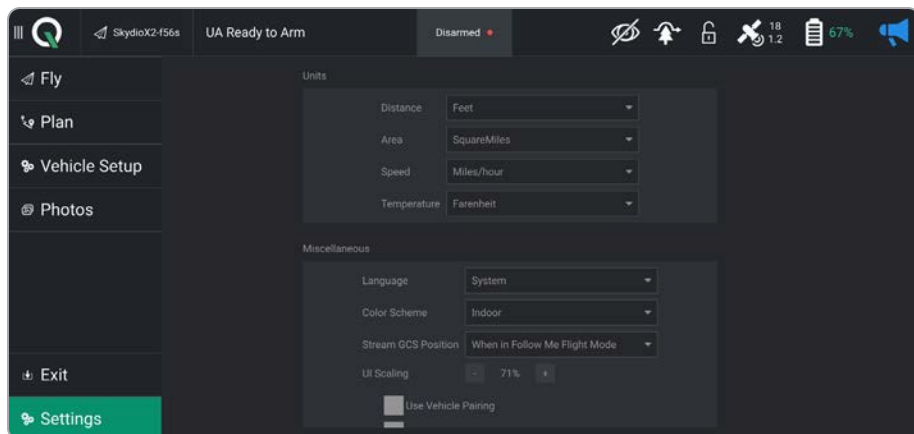 SkydioX2-f56s
UA Ready to Arm
Disarmed
18
1.2
67%
Fly
Plan
Vehicle Setup
Photos
Exit
Settings
Units
Distance Feet
Area SquareMiles
Speed Miles/hour
Temperature Farenheit
Miscellaneous
Language System
Color Scheme Indoor
Stream GCS Position When in Follow Me Flight Mode
UI Scaling - 71% +
Use Vehicle Pairing